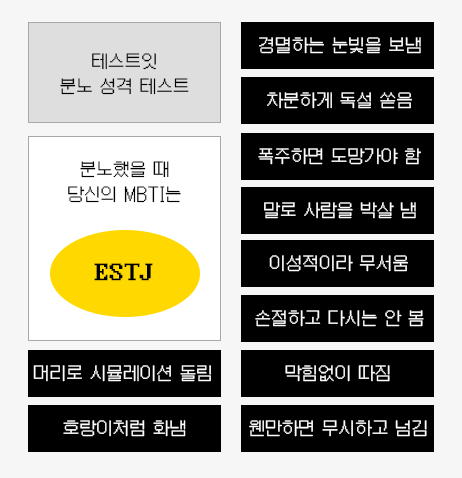 테스트잇
분노 성격 테스트
분노했을 때
당신의 MBTI는
ESTJ
머리로 시뮬레이션 돌림
호랑이처럼 화냄
경멸하는 눈빛을 보냄
차분하게 독설 쏟음
폭주하면 도망가야 함
말로 사람을 박살 냄
이성적이라 무서움
손절하고 다시는 안 봄
막힘없이 따짐
웬만하면 무시하고 넘김